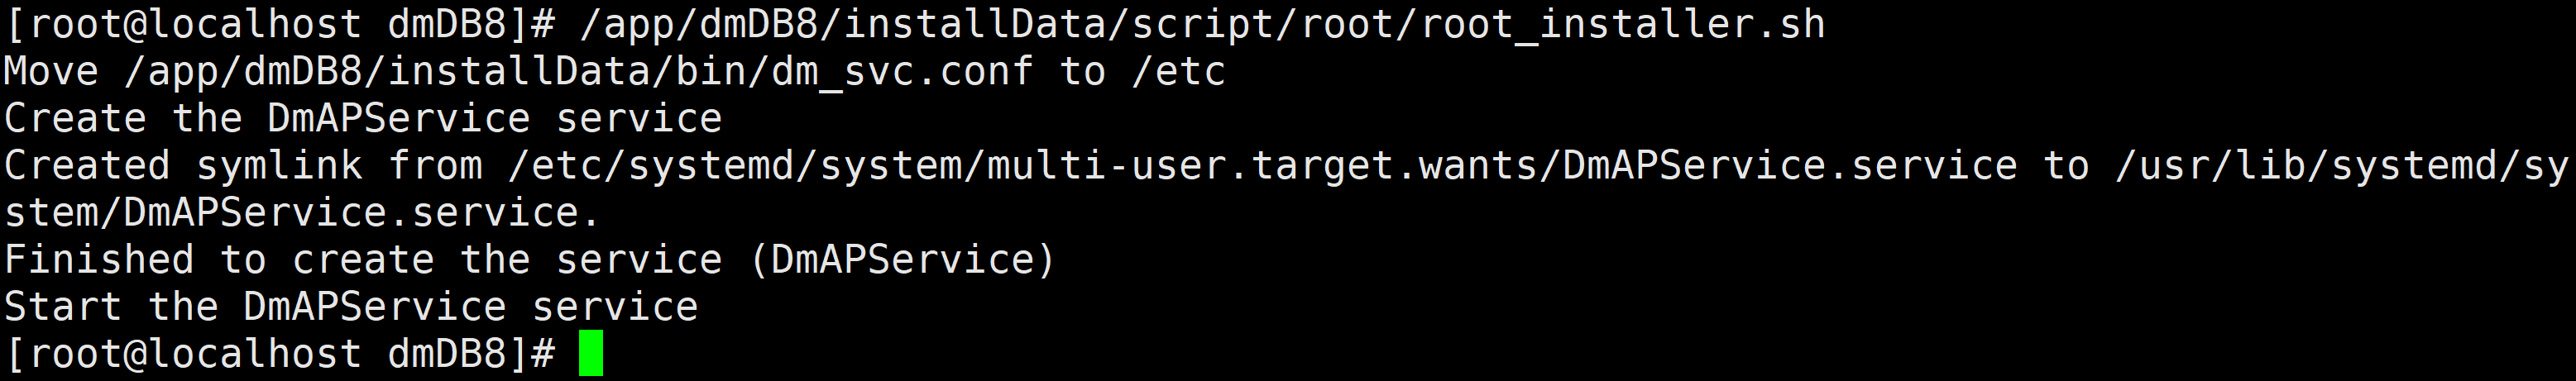 [root@localhost dmDB8]# /app/dmDB8/installData/script/root/root_installer.sh
Move /app/dmDB8/installData/bin/dm_svc.conf to /etc
Create the DmAPService service
Created symlink from /etc/systemd/system/multi-user.target.wants/DmAPService.service to /usr/lib/systemd/sy
stem/DmAPService.service.
Finished to create the service (DmAPService)
Start the DmAPService service
[root@localhost dmDB8]#